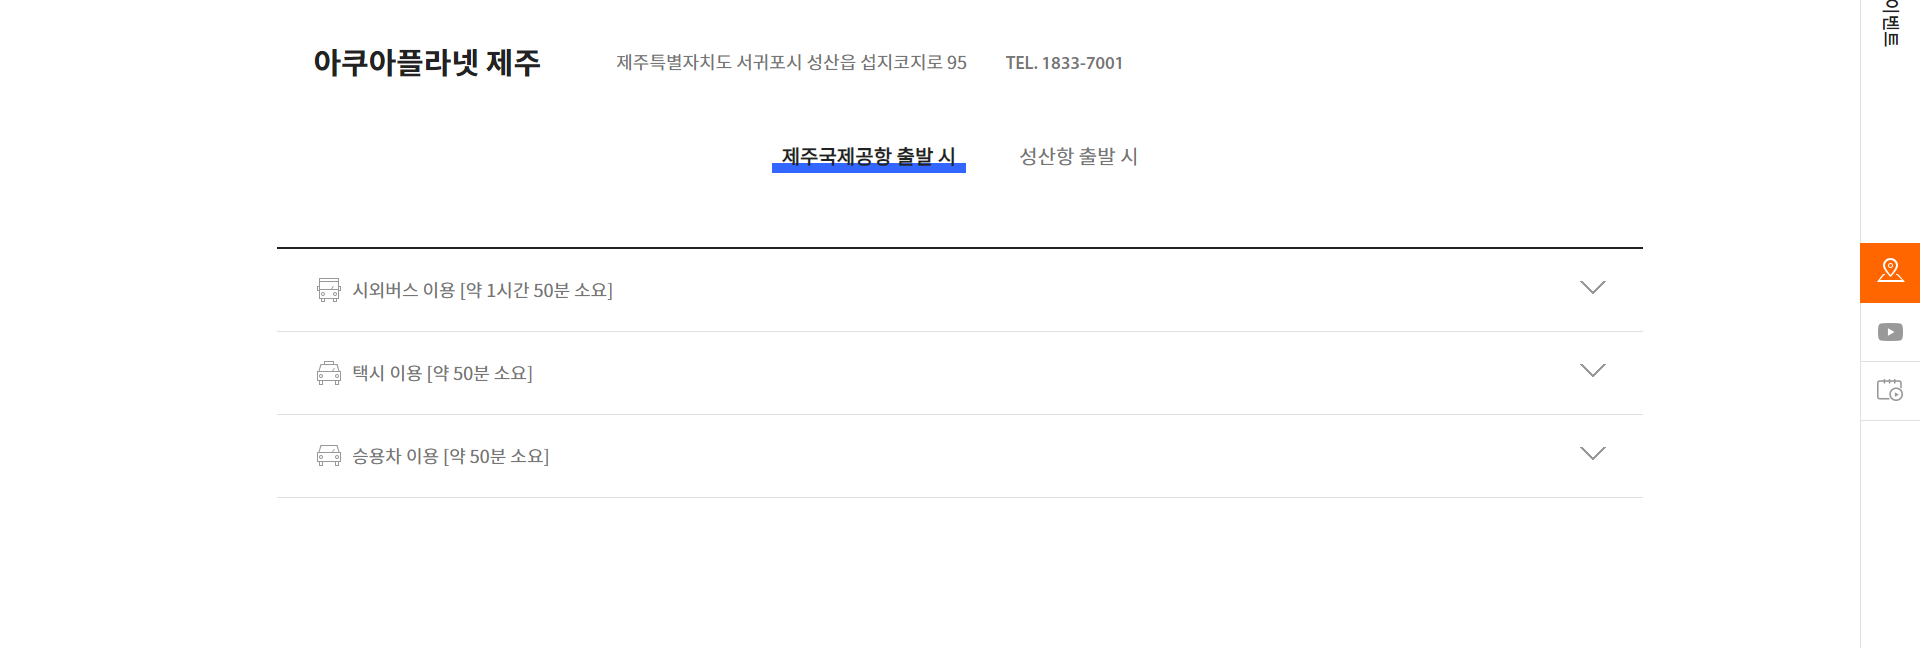 아쿠아플라넷 제주
제주특별자치도 서귀포시 성산읍 섭지코지로 95
TEL. 1833-7001
제주국제공항 출발 시
성산항 출발 시
시외버스 이용 [약 1시간 50분 소요]
택시 이용 [약 50분 소요]
승용차 이용 [약 50분 소요]
이벤트